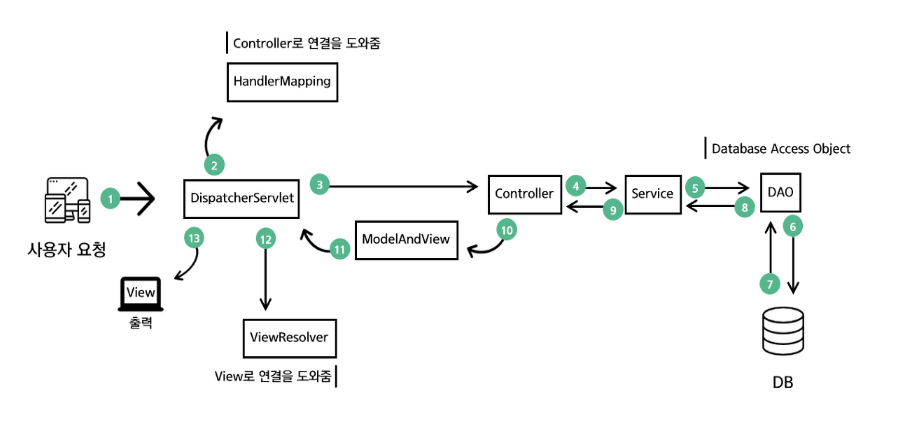 Controller로 연결을 도와줌
HandlerMapping
Database Access Object
2
1
3
4
5
DispatcherServlet
Controller
Service
DAO
8
9
6
13
12
11
ModelAndView
10
사용자 요청
7
View
출력
ViewResolver
View로 연결을 도와줌
DB